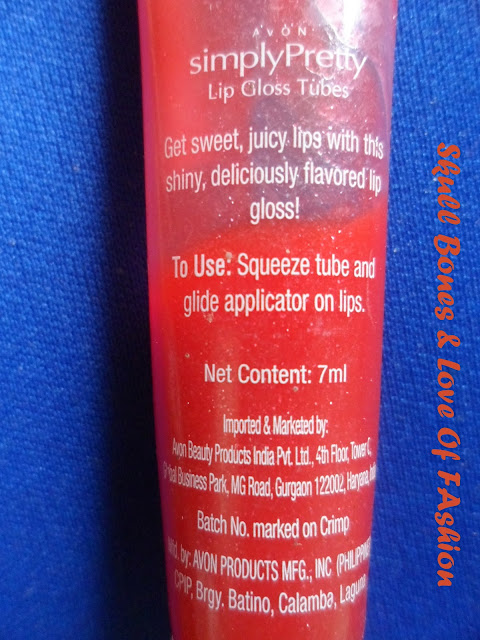 AVON
simplyPretty
Lip Gloss Tubes
Get sweet, juicy lips with this
shiny, deliciously flavored lip
gloss!
To Use: Squeeze tube and
glide applicator on lips.
Net Content: 7ml
Imported & Marketed by:
Avon Beauty Products India Pvt. Ltd., 4th Floor, Tower C,
Business Park, MG Road, Gurgaon 122002, Haryana,
Batch No. marked on Crimp
by: AVON PRODUCTS MFG., INC (PHILIPPIN
CPIP, Brgy. Batino, Calamba, Laguna
Skull Bones & Love Of FAshion